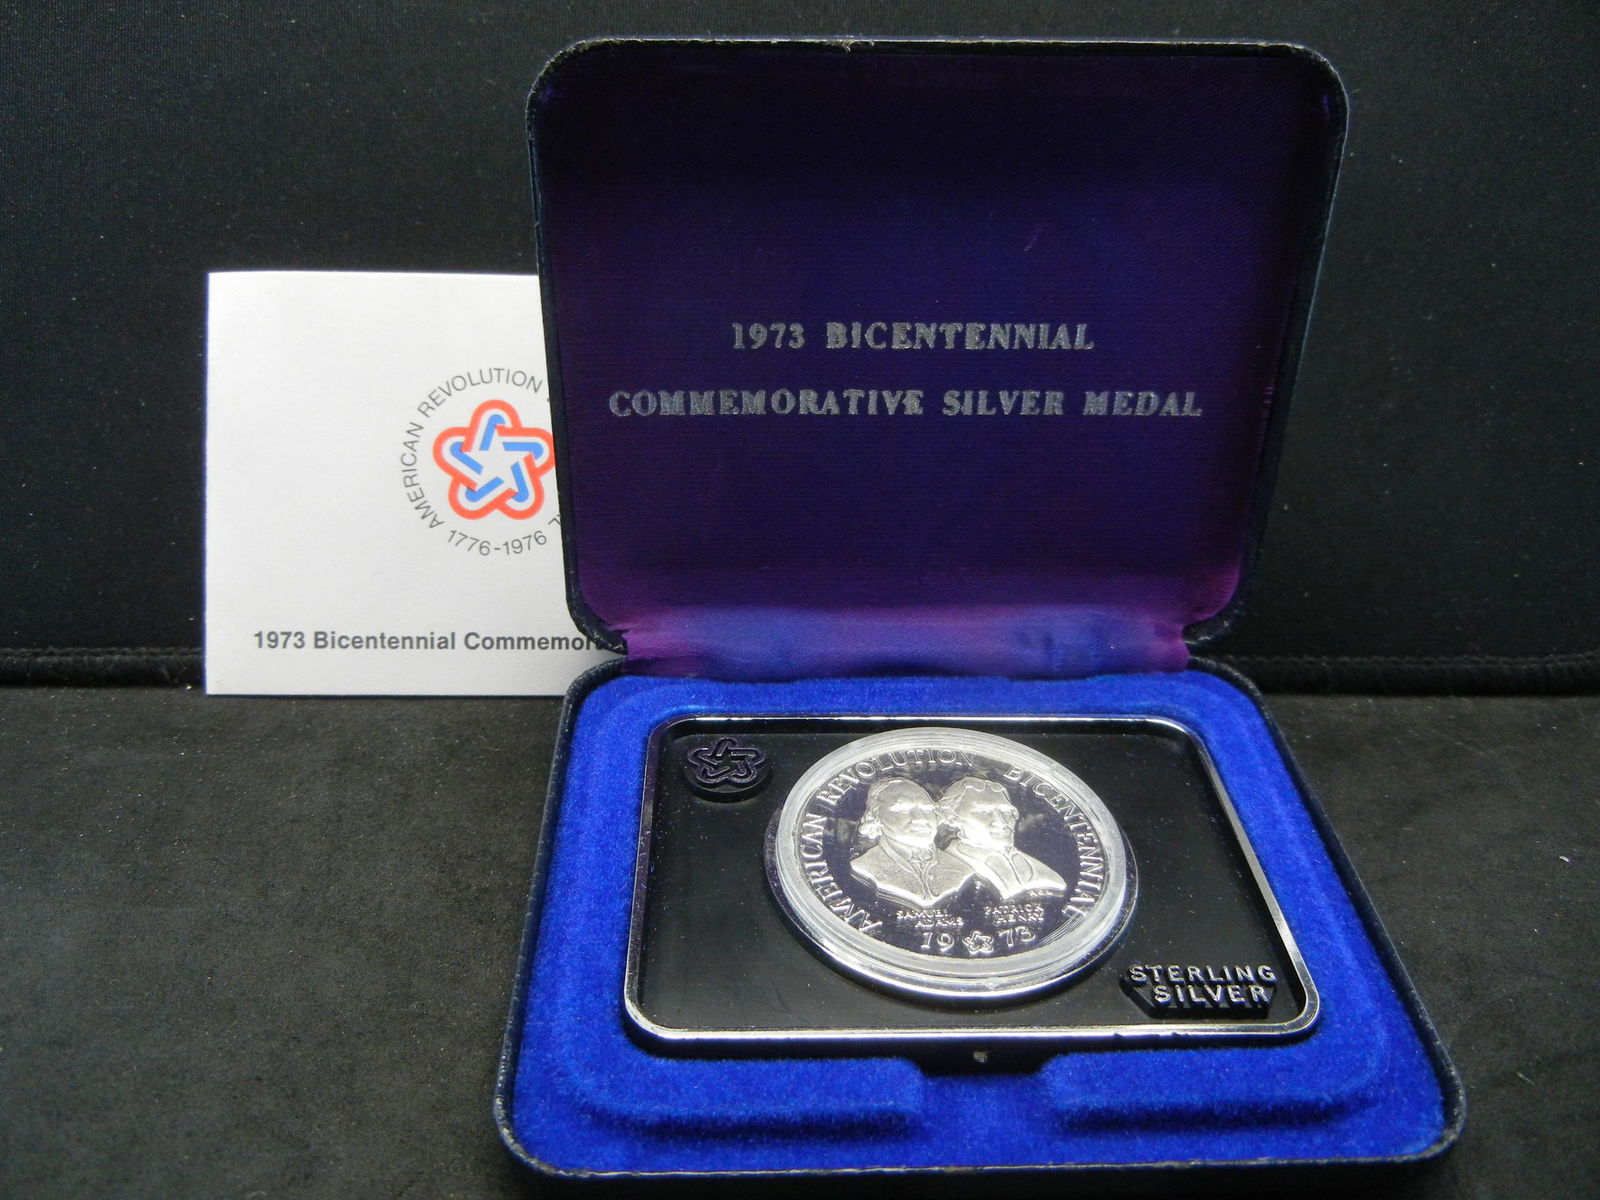 1973 BICENTENNIAL
COMMEMORATIVE SILVER MEDAL
AMERICAN REVOLUTION
1776-1976
1973 Bicentennial Commemor
AMERICAN REVOLUTION BICENTENNIAL
SAMUEL
ADAMS
PATRICK
HENRY
19 73
STERLING
SILVER